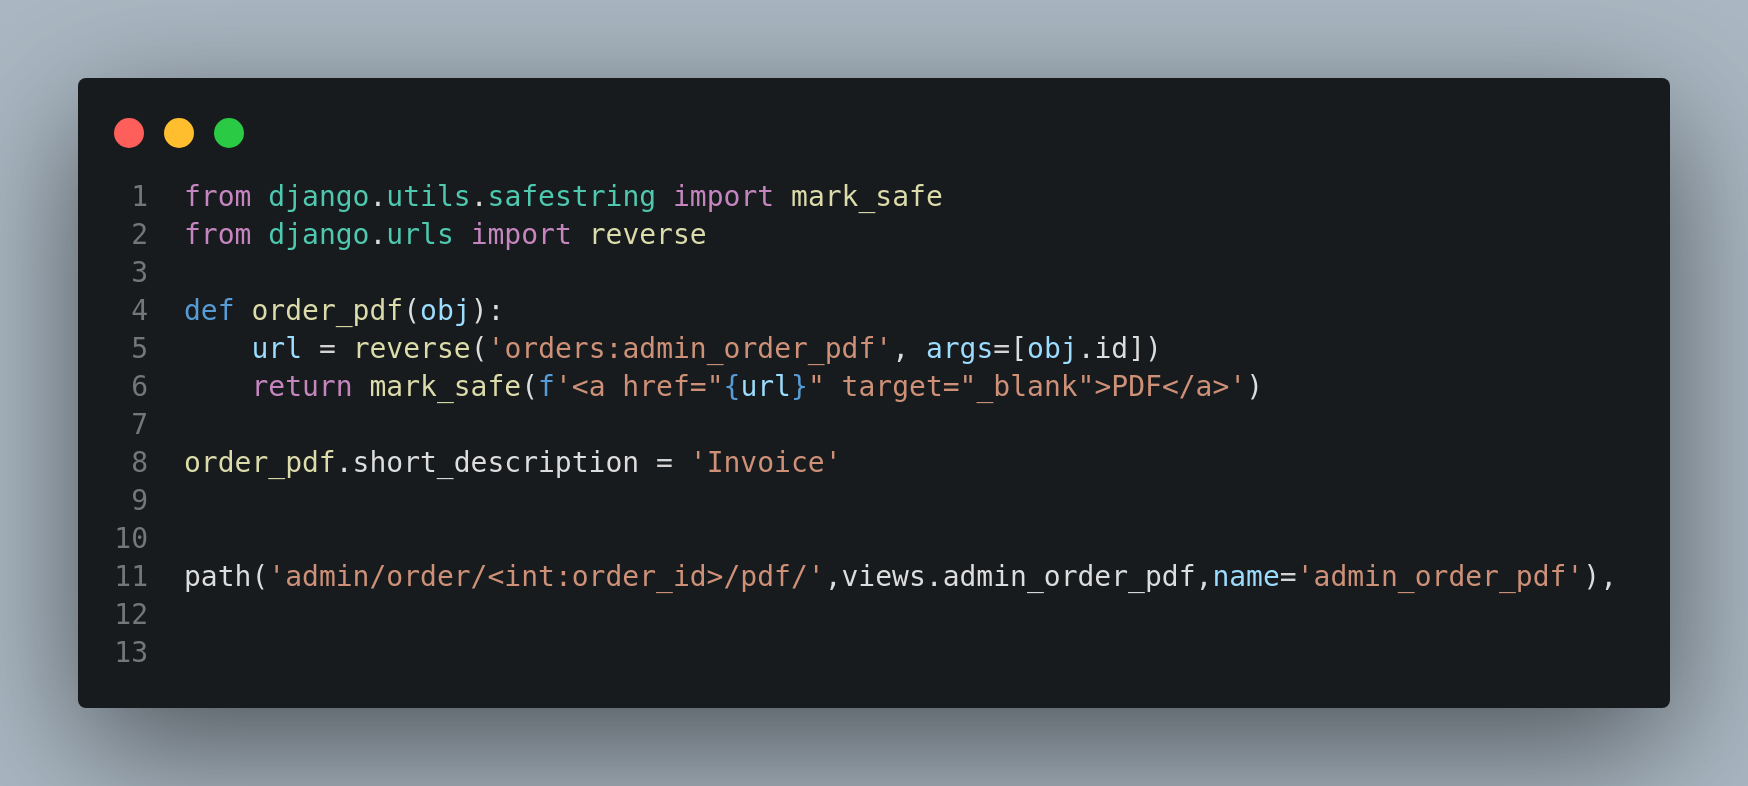 1 from django.utils.safestring import mark_safe
2 from django.urls import reverse
3
4 def order_pdf(obj):
5     url = reverse('orders:admin_order_pdf', args=[obj.id])
6     return mark_safe(f'<a href="{url}" target="_blank">PDF</a>')
7
8 order_pdf.short_description = 'Invoice'
9
10
11 path('admin/order/<int:order_id>/pdf/',views.admin_order_pdf,name='admin_order_pdf'),
12
13